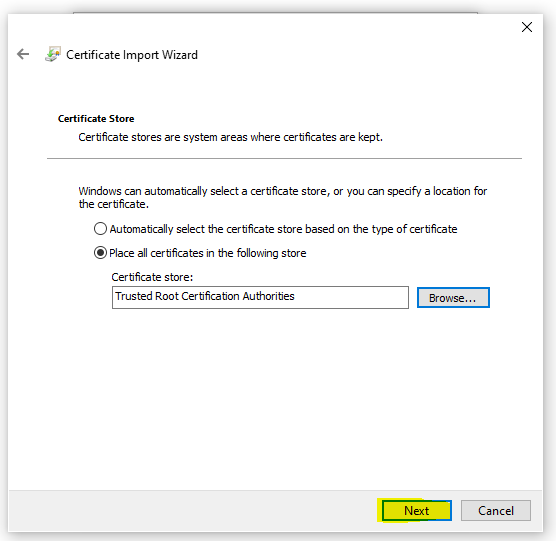 Certificate Import Wizard
Certificate Store
Certificate stores are system areas where certificates are kept.
Windows can automatically select a certificate store, or you can specify a location for
the certificate.
Automatically select the certificate store based on the type of certificate
Place all certificates in the following store
Certificate store:
Trusted Root Certification Authorities
Browse...
Next
Cancel